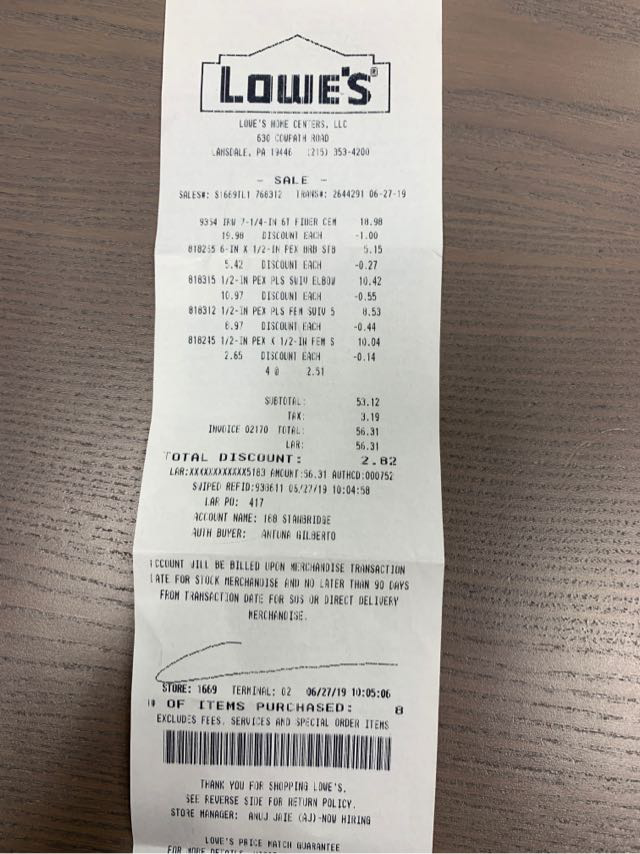 LOWE'S®
LOWE'S HOME CENTERS, LLC
630 COWPATH ROAD
LANSDALE, PA 19446 (215) 353-4200
- SALE -
SALES#: S1669TL1 766312 TRANS#: 2644291 06-27-19
9354 IRW 7-1/4-IN 6T FIBER CEM 18.98
19.98 DISCOUNT EACH -1.00
818265 6-IN X 1/2-IN PEX BRB STB 5.15
5.42 DISCOUNT EACH -0.27
818315 1/2-IN PEX PLS SWIV ELBOW 10.42
10.97 DISCOUNT EACH -0.55
818312 1/2-IN PEX PLS FEM SWIV S 8.53
8.97 DISCOUNT EACH -0.44
818245 1/2-IN PEX X 1/2-IN FEM S 10.04
2.65 DISCOUNT EACH -0.14
4 @ 2.51
SUBTOTAL: 53.12
TAX: 3.19
INVOICE 02170 TOTAL: 56.31
LAR: 56.31
TOTAL DISCOUNT: 2.82
LAR:XXXXXXXXXXXX5183 AMOUNT:56.31 AUTHCD:000752
SWIPED REFID:933611 06/27/19 10:04:58
LAR PO: 417
ACCOUNT NAME: 168 STANBRIDGE
AUTH BUYER: ANTUNA GILBERTO
ACCOUNT WILL BE BILLED UPON MERCHANDISE TRANSACTION
DATE FOR STOCK MERCHANDISE AND NO LATER THAN 90 DAYS
FROM TRANSACTION DATE FOR SOS OR DIRECT DELIVERY
MERCHANDISE.
STORE: 1669 TERMINAL: 02 06/27/19 10:05:06
# OF ITEMS PURCHASED: 8
EXCLUDES FEES, SERVICES AND SPECIAL ORDER ITEMS
THANK YOU FOR SHOPPING LOWE'S.
SEE REVERSE SIDE FOR RETURN POLICY.
STORE MANAGER: ANUJ JAIE (AJ)-NOW HIRING
LOWE'S PRICE MATCH GUARANTEE
FOR MORE DETAILS,